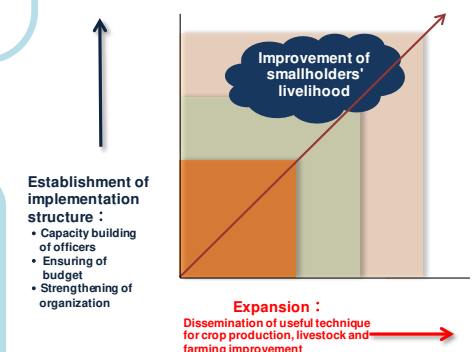 Improvement of
smallholders'
livelihood
Establishment of
implementation
structure：
• Capacity building
of officers
• Ensuring of
budget
• Strengthening of
organization
Expansion：
Dissemination of useful technique
for crop production, livestock and
farming improvement